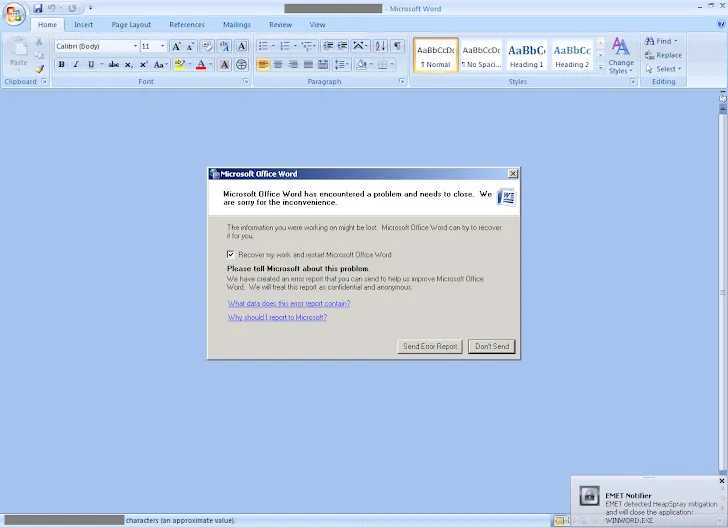 - Microsoft Word
Home Insert Page Layout References Mailings Review View
Paste
Calibri (Body) 11
AaBbCcDc AaBbCcDc AaBbC AaBbCc
¶ Normal ¶ No Spaci... Heading 1 Heading 2
Change
Styles
Find
Replace
Select
Clipboard Font Paragraph Styles Editing
Microsoft Office Word
Microsoft Office Word has encountered a problem and needs to close. We
are sorry for the inconvenience.
The information you were working on might be lost. Microsoft Office Word can try to recover
it for you.
Recover my work and restart Microsoft Office Word
Please tell Microsoft about this problem.
We have created an error report that you can send to help us improve Microsoft Office
Word. We will treat this report as confidential and anonymous.
What data does this error report contain?
Why should I report to Microsoft?
Send Error Report Don't Send
EMET Notifier
EMET detected HeapSpray mitigation
and will close the application:
WINWORD.EXE
characters (an approximate value).